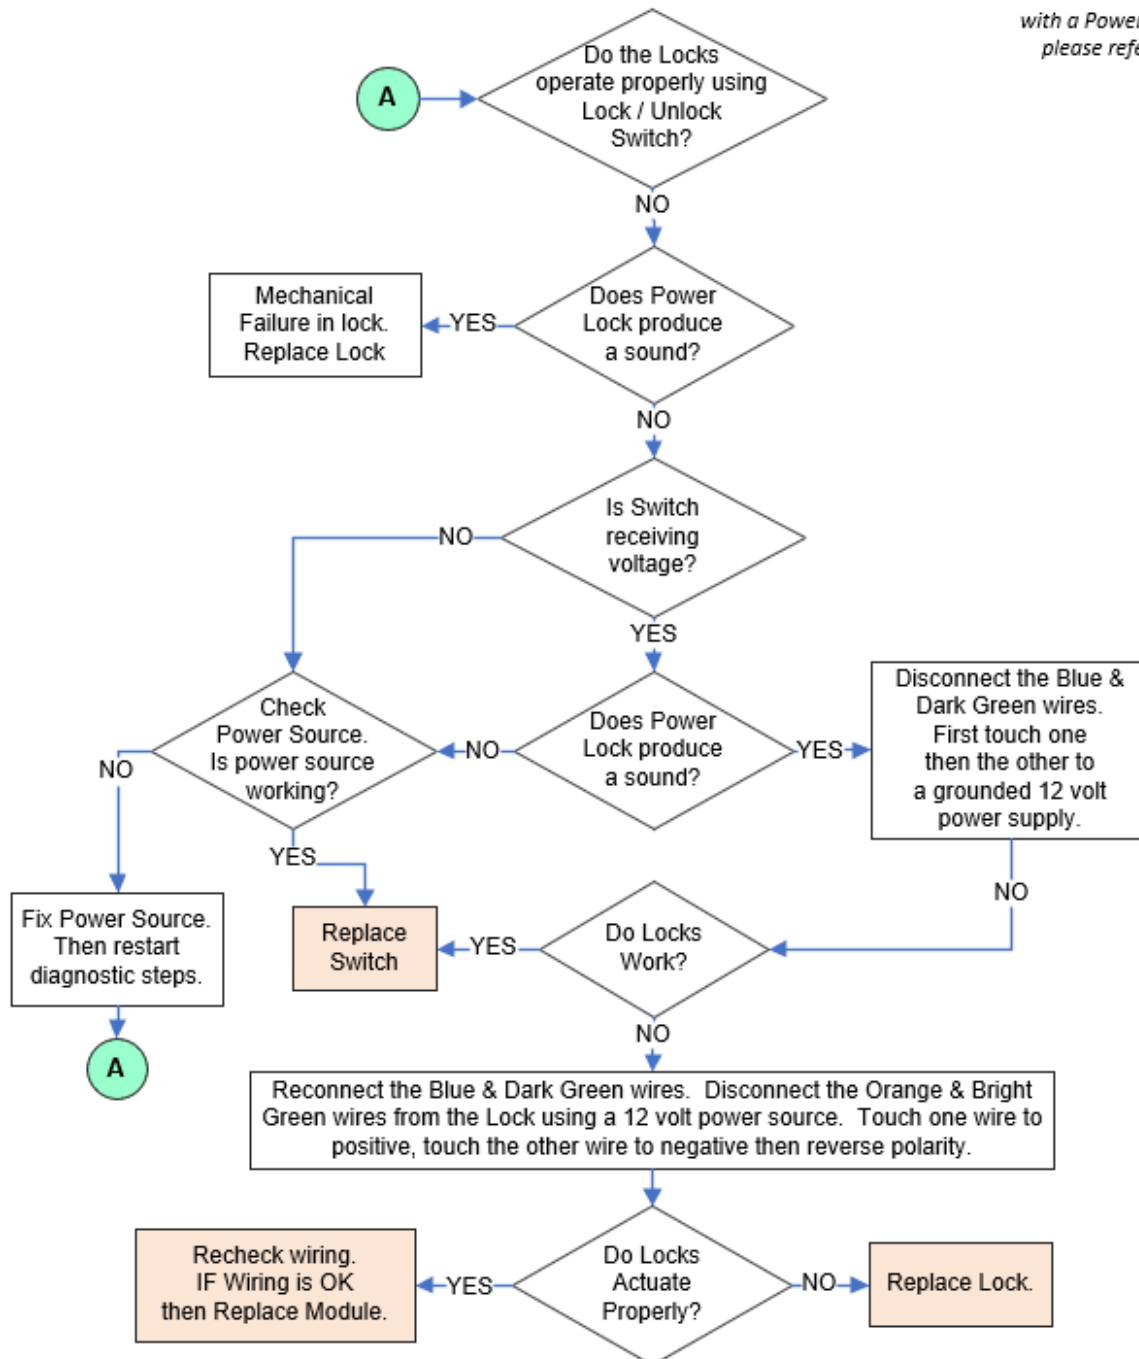 with a Power
please refe
A
Do the Locks
operate properly using
Lock / Unlock
Switch?
NO
Mechanical
Failure in lock.
Replace Lock
YES
Does Power
Lock produce
a sound?
NO
Is Switch
receiving
voltage?
NO
YES
Check
Power Source.
Is power source
working?
NO
Does Power
Lock produce
a sound?
YES
Disconnect the Blue &
Dark Green wires.
First touch one
then the other to
a grounded 12 volt
power supply.
NO
YES
NO
Fix Power Source.
Then restart
diagnostic steps.
Replace
Switch
YES
Do Locks
Work?
NO
A
Reconnect the Blue & Dark Green wires. Disconnect the Orange & Bright
Green wires from the Lock using a 12 volt power source. Touch one wire to
positive, touch the other wire to negative then reverse polarity.
Recheck wiring.
IF Wiring is OK
then Replace Module.
YES
Do Locks
Actuate
Properly?
NO
Replace Lock.